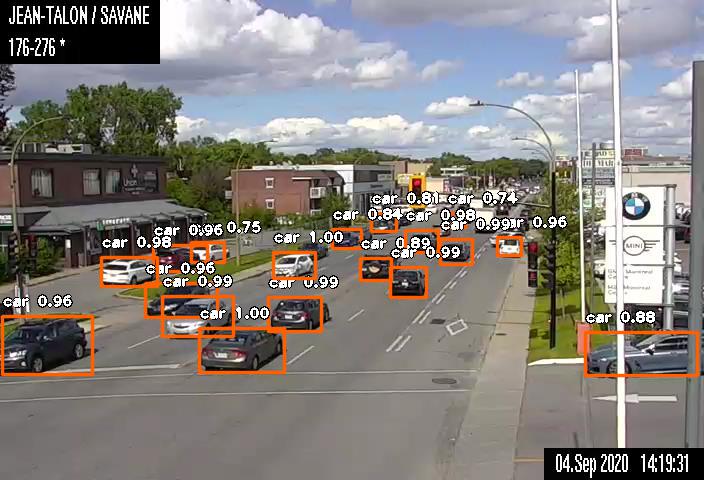 JEAN-TALON / SAVANE
176-276 *
Union
BMW
MINI
car 0.81
car 0.74
car 0.84
car 0.98
car 0.99
car 0.96
car 0.96
0.75
car 0.98
car 1.00
car 0.89
car 0.99
car 0.96
car 0.99
car 0.99
car 0.96
car 1.00
car 0.88
04.Sep 2020 14:19:31